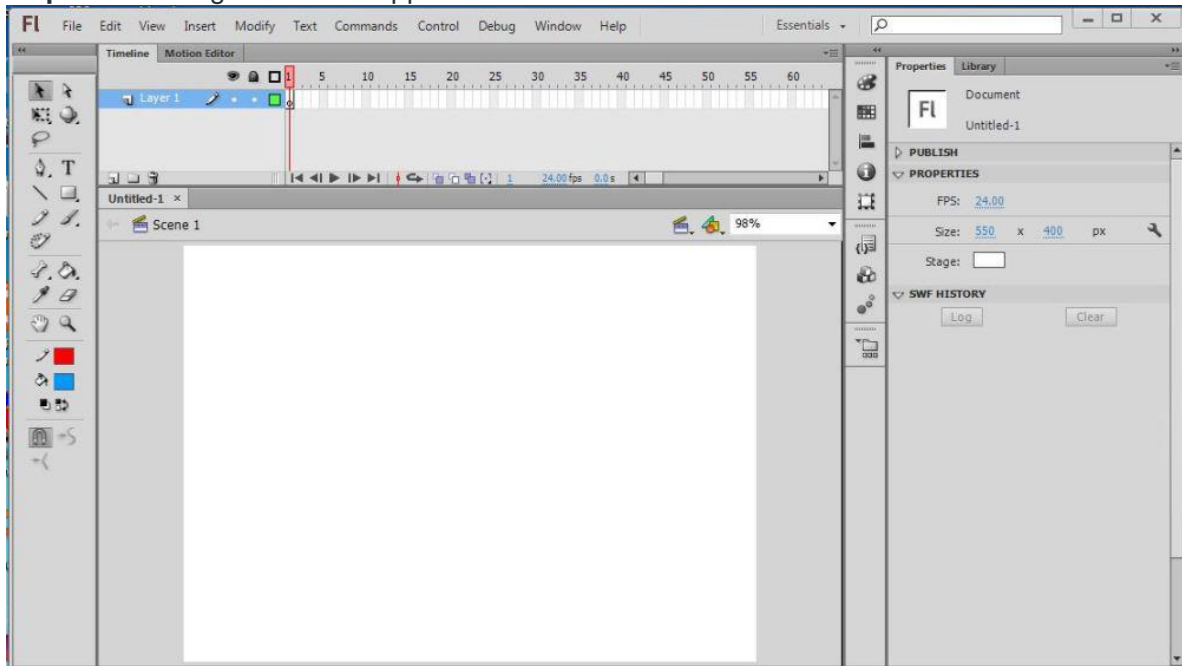 Fl File Edit View Insert Modify Text Commands Control Debug Window Help Essentials
Timeline Motion Editor
1 5 10 15 20 25 30 35 40 45 50 55 60
Layer 1
1 24.00 fps 0.0 s
Untitled-1 ×
Scene 1 98%
T
Properties Library
Fl
Document
Untitled-1
PUBLISH
PROPERTIES
FPS: 24.00
Size: 550 x 400 px
Stage:
SWF HISTORY
Log Clear